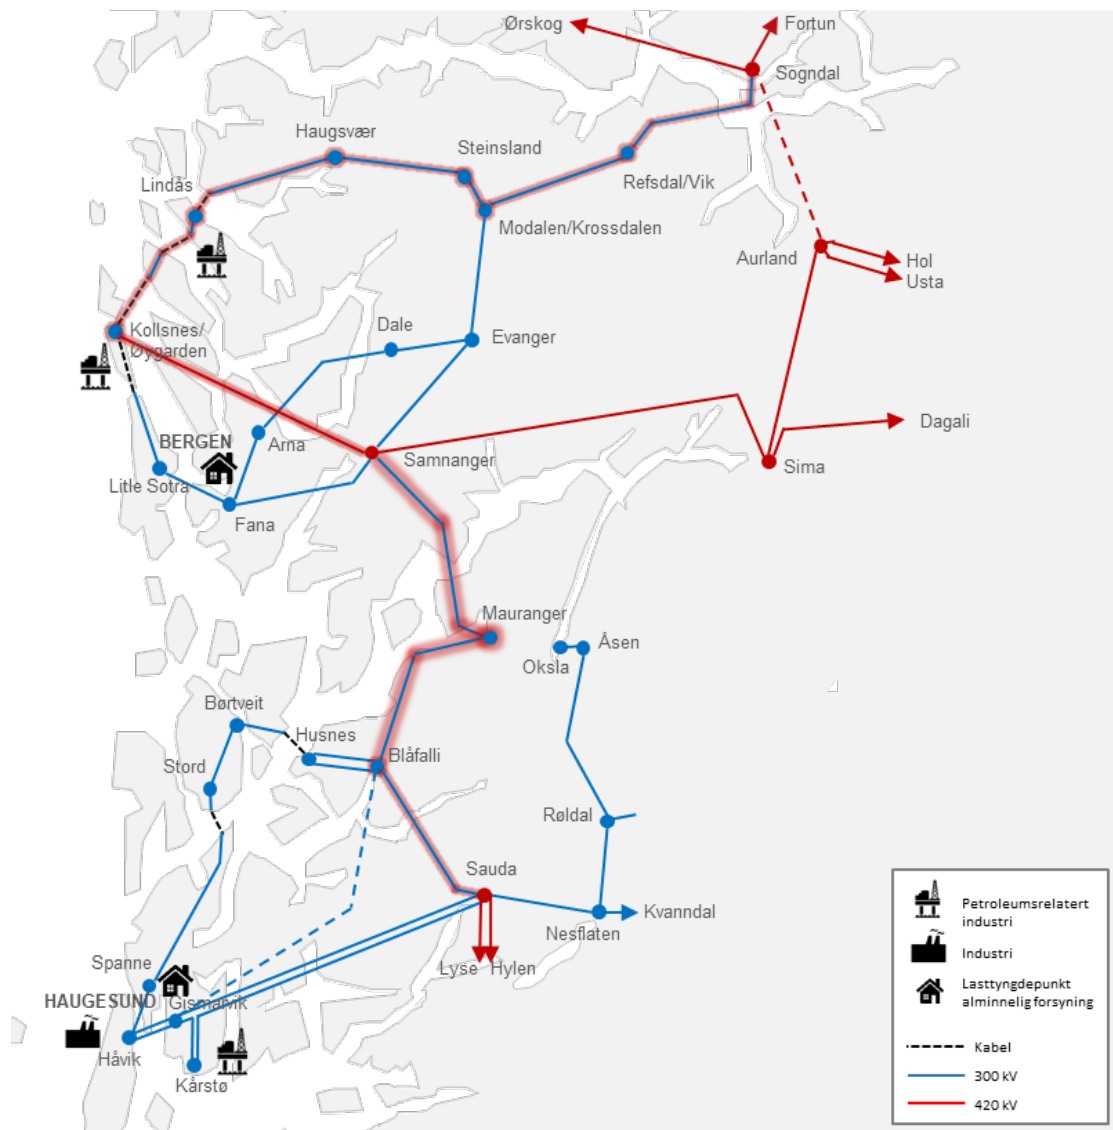 Ørskog
Fortun
Sogndal
Haugsvær
Steinsland
Lindås
Refsdal/Vik
Modalen/Krossdalen
Aurland
Hol
Usta
Kollsnes/
Øygarden
Dale
Evanger
BERGEN
Arna
Samnanger
Dagali
Sima
Litle Sotra
Fana
Mauranger
Åsen
Oksla
Børtveit
Husnes
Blåfalli
Stord
Røldal
Sauda
Kvanndal
Nesflaten
Lyse
Hylen
Spanne
HAUGESUND
Gismarvik
Håvik
Kårstø
Petroleumsrelatert
industri
Industri
Lasttyngdepunkt
alminnelig forsyning
Kabel
300 kV
420 kV